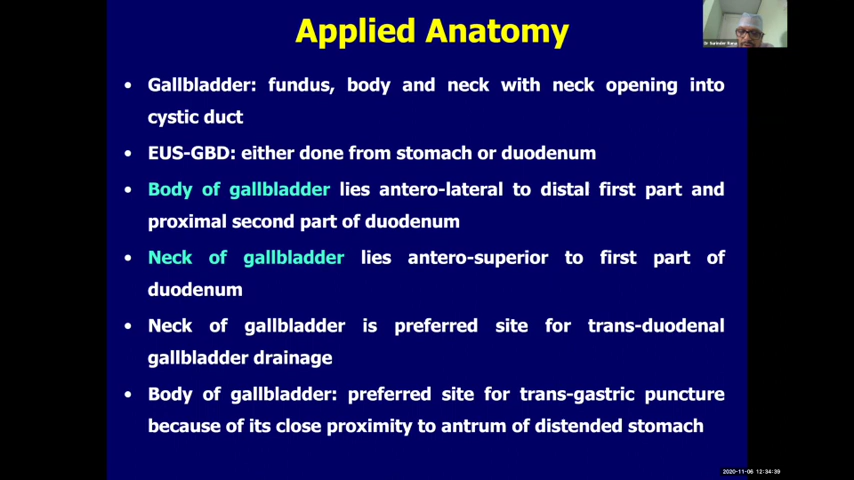 Applied Anatomy
• Gallbladder: fundus, body and neck with neck opening into
cystic duct
• EUS-GBD: either done from stomach or duodenum
• Body of gallbladder lies antero-lateral to distal first part and
proximal second part of duodenum
• Neck of gallbladder lies antero-superior to first part of
duodenum
• Neck of gallbladder is preferred site for trans-duodenal
gallbladder drainage
• Body of gallbladder: preferred site for trans-gastric puncture
because of its close proximity to antrum of distended stomach
Dr Surinder Rana
2020-11-06 12:34:39